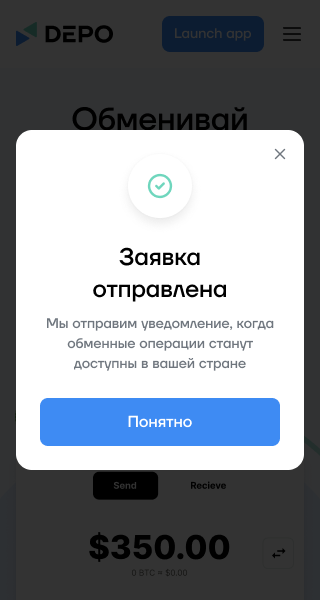 DEPO
Launch app
Обменивай
Заявка
отправлена
Мы отправим уведомление, когда
обменные операции станут
доступны в вашей стране
Понятно
Send
Recieve
$350.00
0 BTC ≈ $0.00